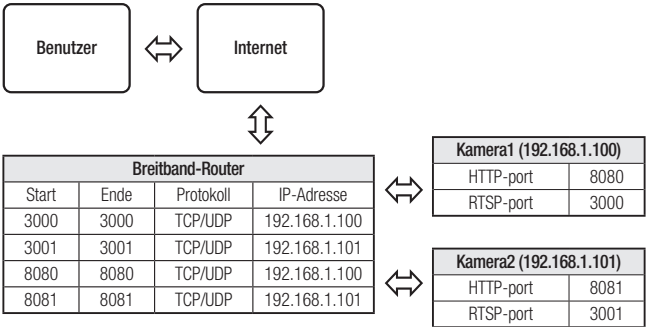 Benutzer
Internet
Breitband-Router
Start Ende Protokoll IP-Adresse
3000 3000 TCP/UDP 192.168.1.100
3001 3001 TCP/UDP 192.168.1.101
8080 8080 TCP/UDP 192.168.1.100
8081 8081 TCP/UDP 192.168.1.101
Kamera1 (192.168.1.100)
HTTP-port 8080
RTSP-port 3000
Kamera2 (192.168.1.101)
HTTP-port 8081
RTSP-port 3001